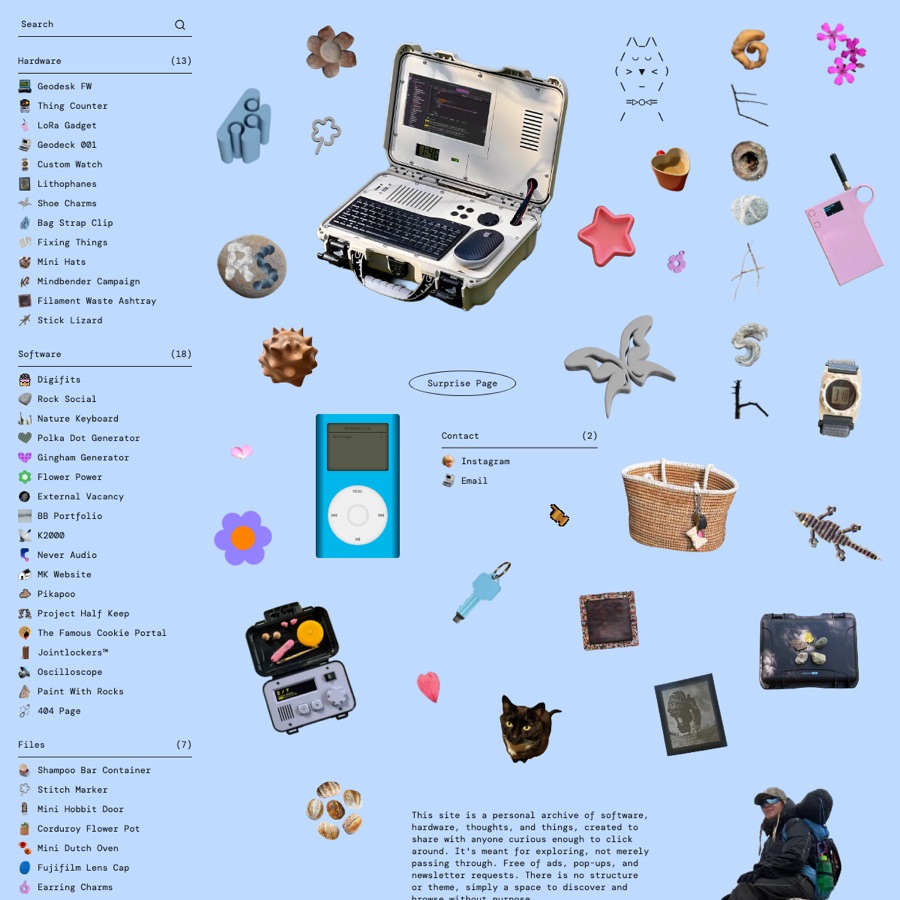 Search
Hardware (13)
Geodesk FW
Thing Counter
LoRa Gadget
Geodeck 001
Custom Watch
Lithophanes
Shoe Charms
Bag Strap Clip
Fixing Things
Mini Hats
Mindbender Campaign
Filament Waste Ashtray
Stick Lizard
Software (18)
Digifits
Rock Social
Nature Keyboard
Polka Dot Generator
Gingham Generator
Flower Power
External Vacancy
BB Portfolio
K2000
Never Audio
MK Website
Pikapoo
Project Half Keep
The Famous Cookie Portal
Jointlockers™
Oscilloscope
Paint With Rocks
404 Page
Files (7)
Shampoo Bar Container
Stitch Marker
Mini Hobbit Door
Corduroy Flower Pot
Mini Dutch Oven
Fujifilm Lens Cap
Earring Charms
Surprise Page
MENU
Contact (2)
Instagram
Email
This site is a personal archive of software,
hardware, thoughts, and things, created to
share with anyone curious enough to click
around. It's meant for exploring, not merely
passing through. Free of ads, pop-ups, and
newsletter requests. There is no structure
or theme, simply a space to discover and
browse without purpose.